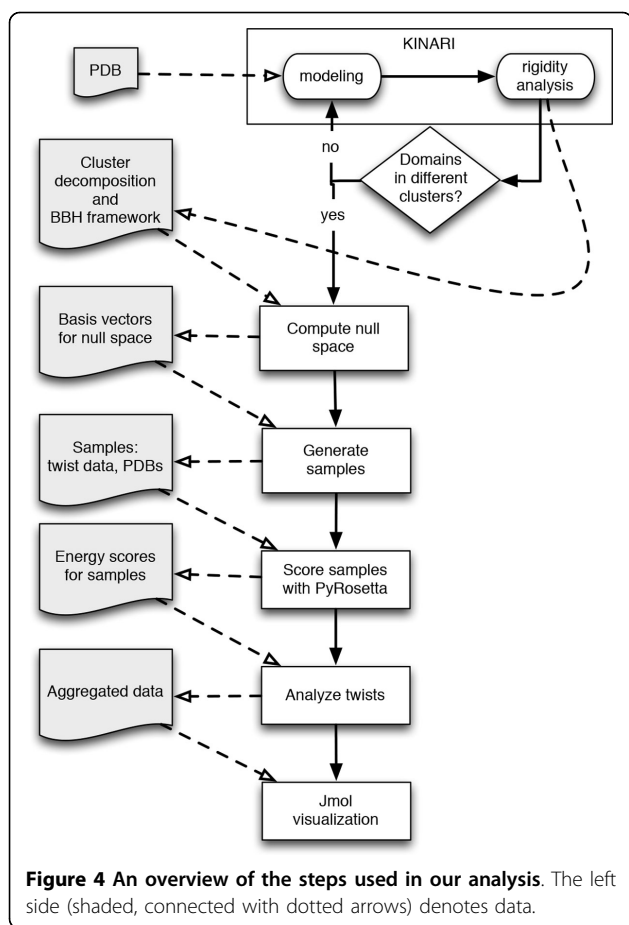 KINARI
PDB
modeling
rigidity
analysis
no
Domains
in different
clusters?
yes
Cluster
decomposition
and
BBH framework
Compute null
space
Basis vectors
for null space
Generate
samples
Samples:
twist data, PDBs
Score samples
with PyRosetta
Energy scores
for samples
Analyze twists
Aggregated data
Jmol
visualization
Figure 4 An overview of the steps used in our analysis. The left
side (shaded, connected with dotted arrows) denotes data.